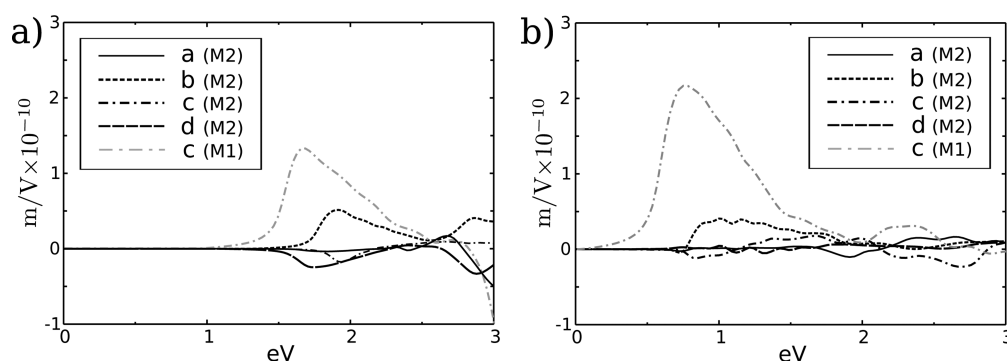 a)
3
2
1
0
-1
m/V×10⁻¹⁰
a (M2)
b (M2)
c (M2)
d (M2)
c (M1)
0 1 2 3
eV
b)
3
2
1
0
-1
m/V×10⁻¹⁰
a (M2)
b (M2)
c (M2)
d (M2)
c (M1)
0 1 2 3
eV